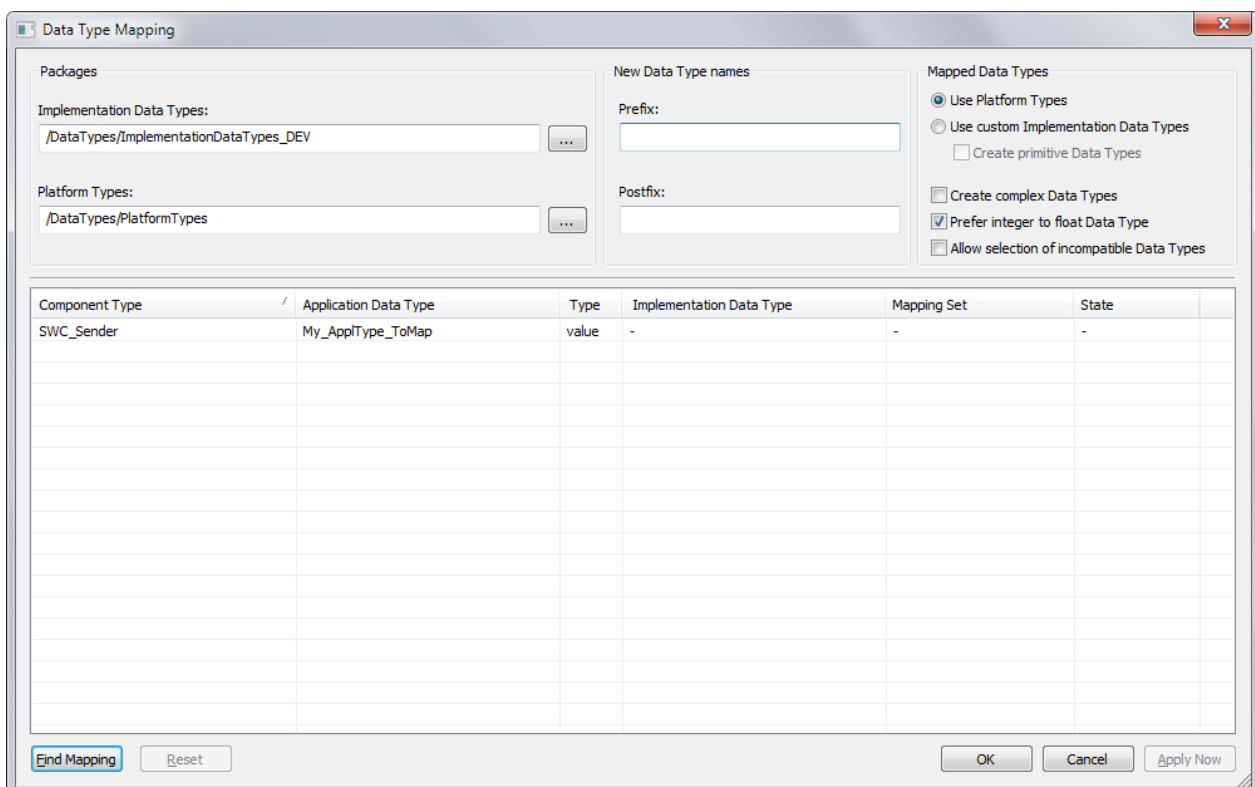 Data Type Mapping
x
Packages
Implementation Data Types:
/DataTypes/ImplementationDataTypes_DEV
...
Platform Types:
/DataTypes/PlatformTypes
...
New Data Type names
Prefix:
Postfix:
Mapped Data Types
Use Platform Types
Use custom Implementation Data Types
Create primitive Data Types
Create complex Data Types
Prefer integer to float Data Type
Allow selection of incompatible Data Types
Component Type / Application Data Type Type Implementation Data Type Mapping Set State
SWC_Sender My_ApplType_ToMap value - - -
Find Mapping Reset OK Cancel Apply Now